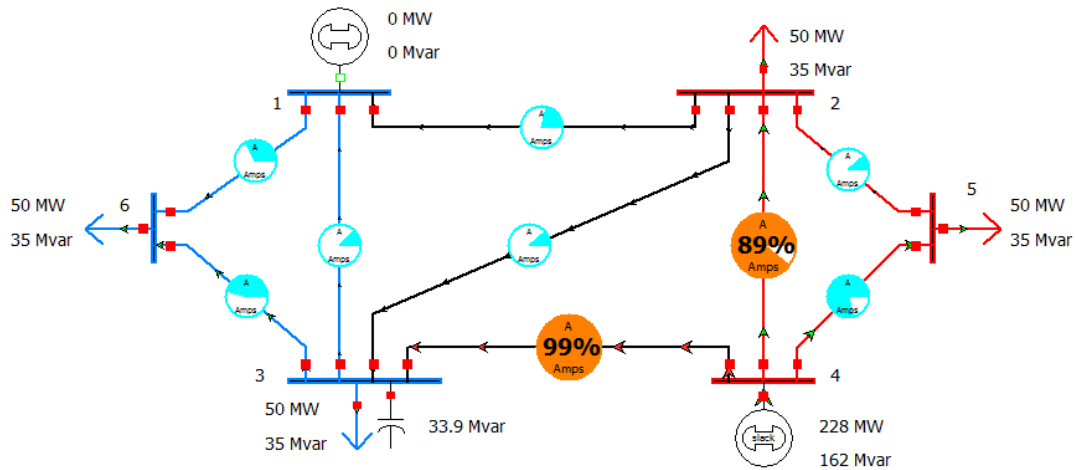 0 MW
0 Mvar
1
50 MW
35 Mvar
2
A
Amps
A
Amps
A
Amps
6
50 MW
35 Mvar
5
50 MW
35 Mvar
A
Amps
A
Amps
A
89%
Amps
A
Amps
A
Amps
A
99%
Amps
3
4
50 MW
35 Mvar
33.9 Mvar
slack
228 MW
162 Mvar